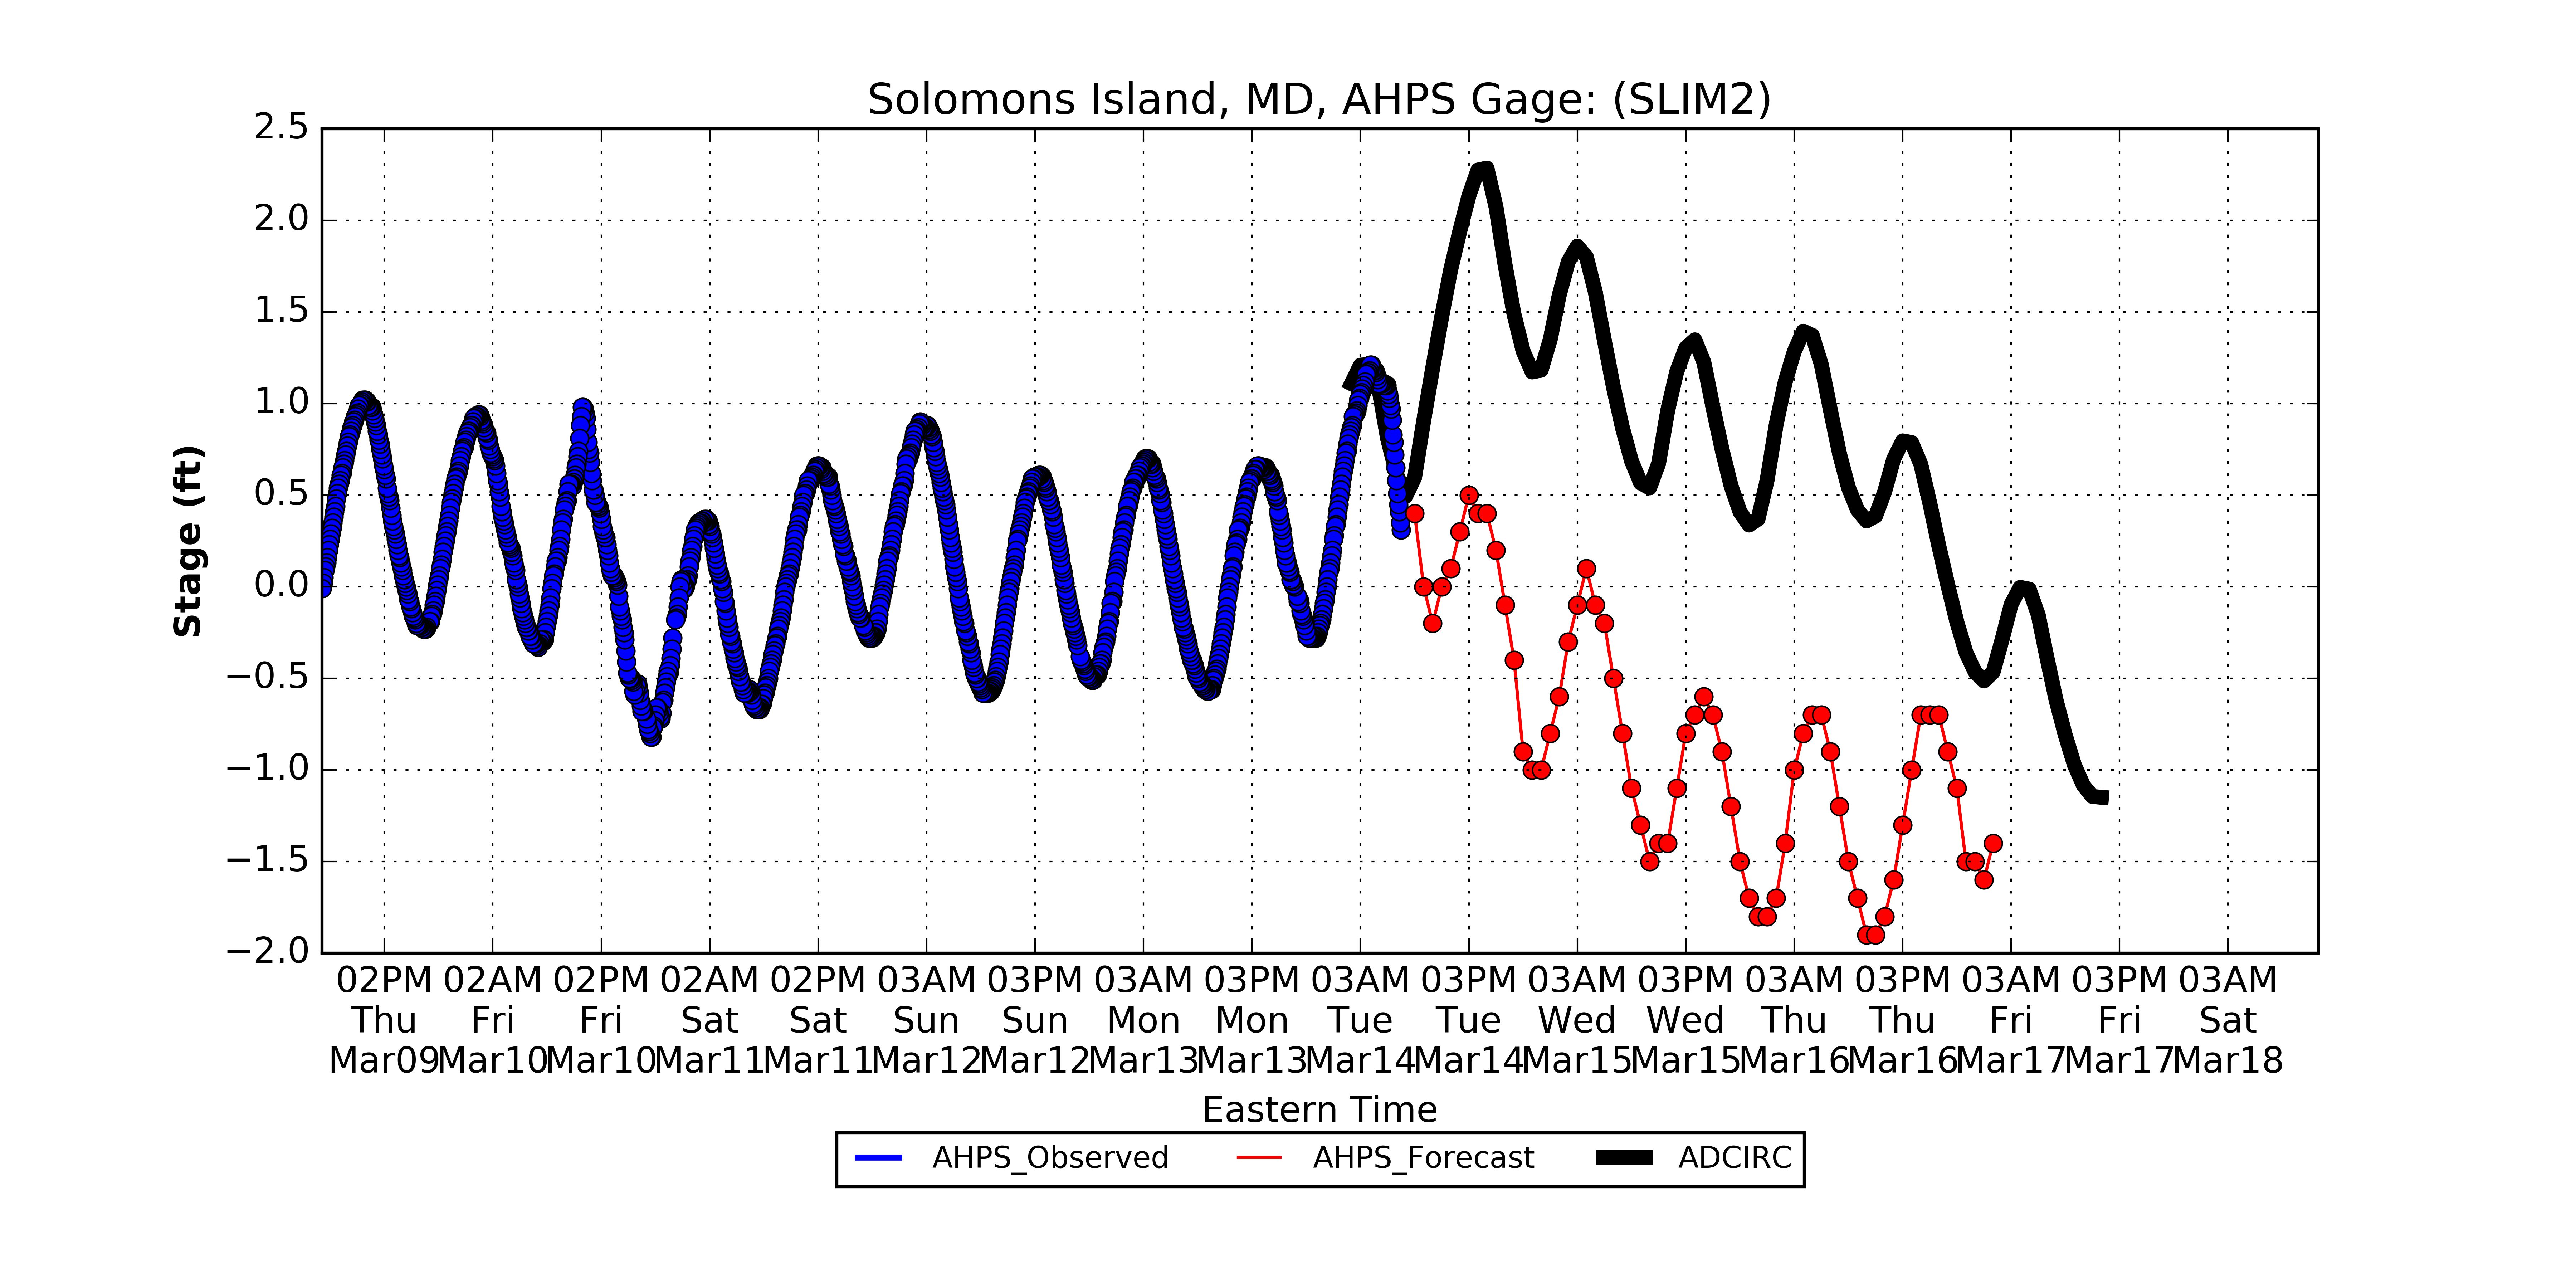 Solomons Island, MD, AHPS Gage: (SLIM2)
2.5
2.0
1.5
1.0
0.5
0.0
−0.5
−1.0
−1.5
−2.0
Stage (ft)
02PM 02AM 02PM 02AM 02PM 03AM 03PM 03AM 03PM 03AM 03PM 03AM 03PM 03AM 03PM 03AM 03PM 03AM
Thu Fri Fri Sat Sat Sun Sun Mon Mon Tue Tue Wed Wed Thu Thu Fri Fri Sat
Mar09 Mar10 Mar10 Mar11 Mar11 Mar12 Mar12 Mar13 Mar13 Mar14 Mar14 Mar15 Mar15 Mar16 Mar16 Mar17 Mar17 Mar18
Eastern Time
AHPS_Observed AHPS_Forecast ADCIRC